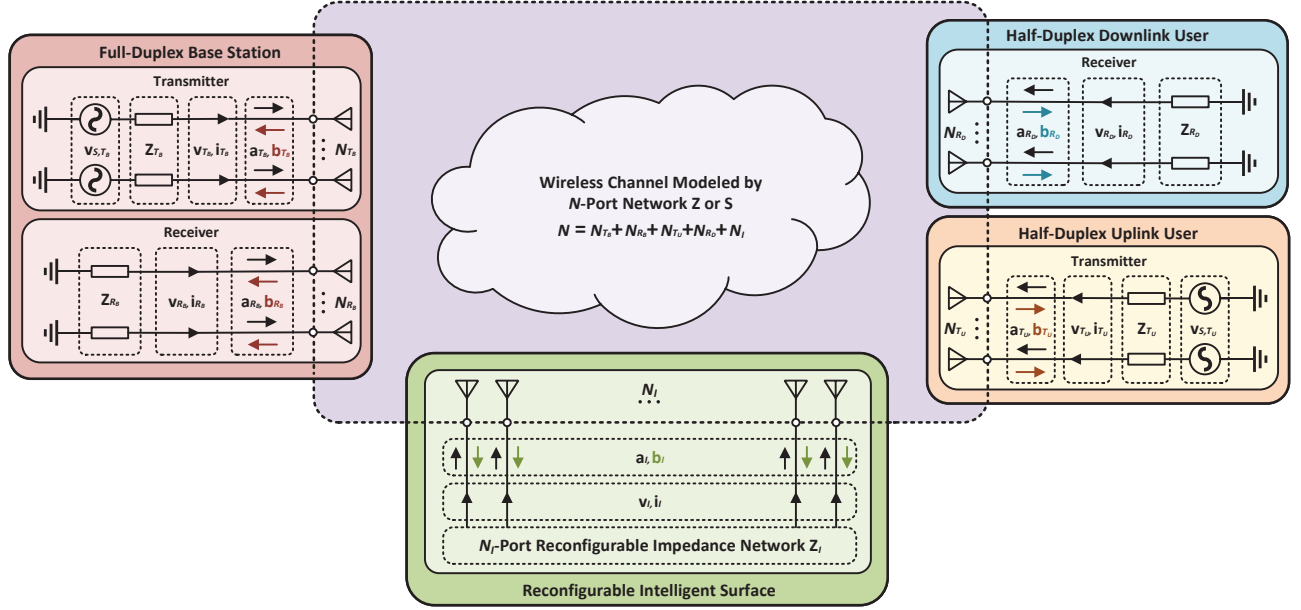 Full-Duplex Base Station
Transmitter
v_{S,T_B}
Z_{T_B}
v_{T_B}, i_{T_B}
a_{T_B}, b_{T_B}
N_{T_B}
Receiver
Z_{R_B}
v_{R_B}, i_{R_B}
a_{R_B}, b_{R_B}
N_{R_B}
Wireless Channel Modeled by
N-Port Network Z or S
N = N_{T_B}+N_{R_B}+N_{T_U}+N_{R_D}+N_I
Half-Duplex Downlink User
Receiver
N_{R_D}
a_{R_D}, b_{R_D}
v_{R_D}, i_{R_D}
Z_{R_D}
Half-Duplex Uplink User
Transmitter
N_{T_U}
a_{T_U}, b_{T_U}
v_{T_U}, i_{T_U}
Z_{T_U}
v_{S,T_U}
N_I
a_I, b_I
v_I, i_I
N_I-Port Reconfigurable Impedance Network Z_I
Reconfigurable Intelligent Surface